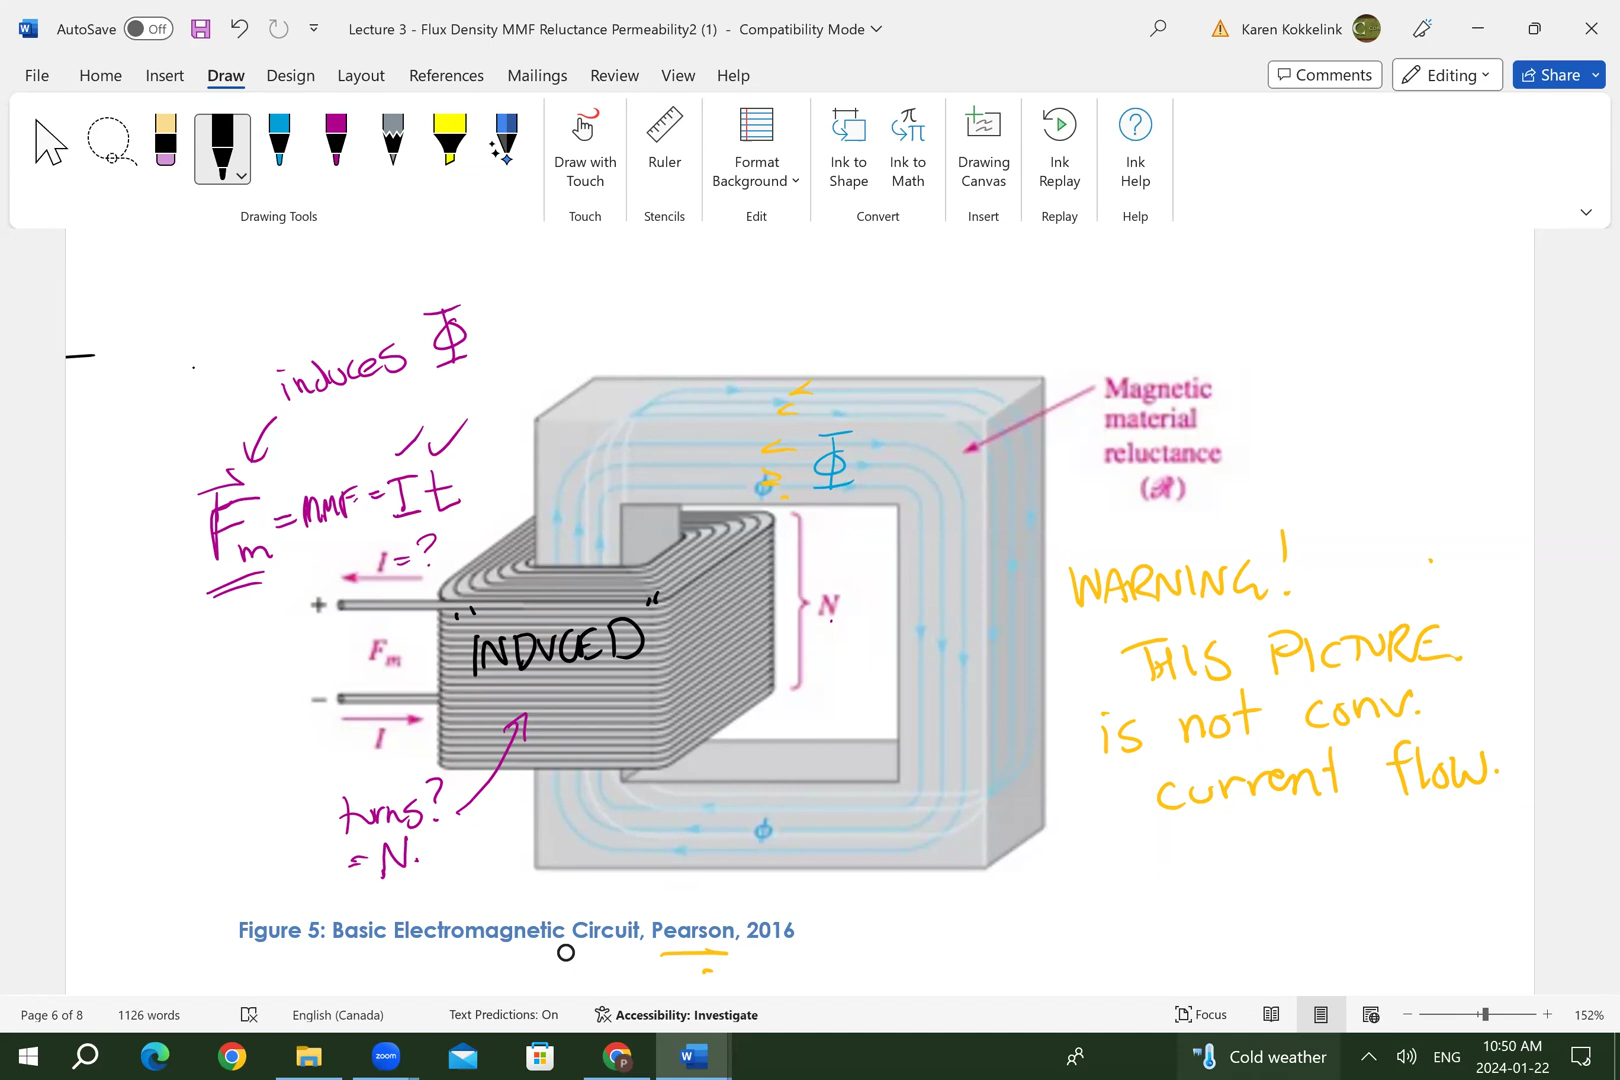 AutoSave Off Lecture 3 - Flux Density MMF Reluctance Permeability2 (1) - Compatibility Mode Karen Kokkelink
File Home Insert Draw Design Layout References Mailings Review View Help Comments Editing Share
Draw with Touch
Ruler
Format Background
Ink to Shape
Ink to Math
Drawing Canvas
Ink Replay
Ink Help
Drawing Tools Touch Stencils Edit Convert Insert Replay Help
induces Φ
Fm = MMF = I t
I = ?
Magnetic
material
reluctance
(ℛ)
Φ
ϕ
+
"INDUCED"
N
Fm
−
I
turns?
= N.
ϕ
WARNING!
THIS PICTURE
is not conv.
current flow.
Figure 5: Basic Electromagnetic Circuit, Pearson, 2016
Page 6 of 8 1126 words English (Canada) Text Predictions: On Accessibility: Investigate Focus 152%
zoom Cold weather ENG 10:50 AM
2024-01-22